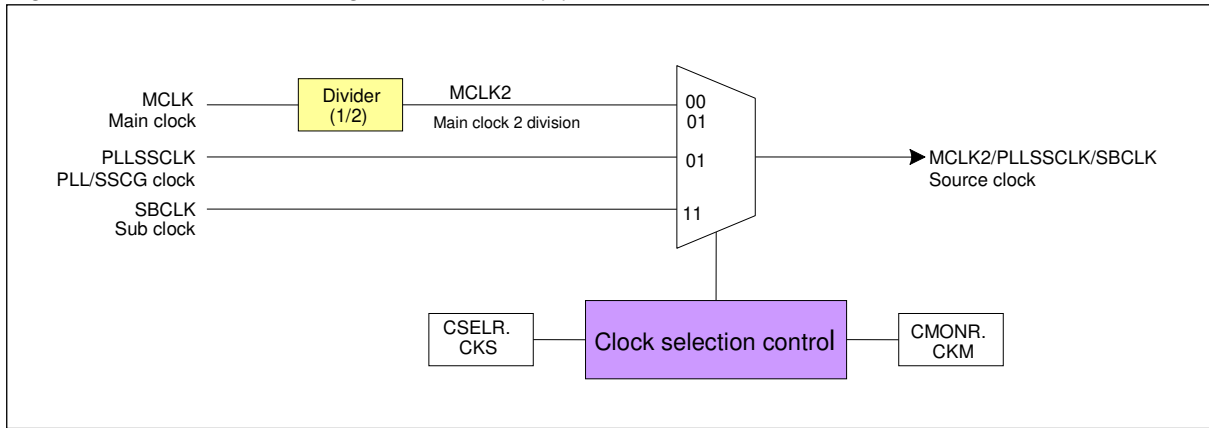 MCLK
Main clock
Divider
(1/2)
MCLK2
Main clock 2 division
00
01
PLLSSCLK
PLL/SSCG clock
01
MCLK2/PLLSSCLK/SBCLK
Source clock
SBCLK
Sub clock
11
CSELR.
CKS
Clock selection control
CMONR.
CKM